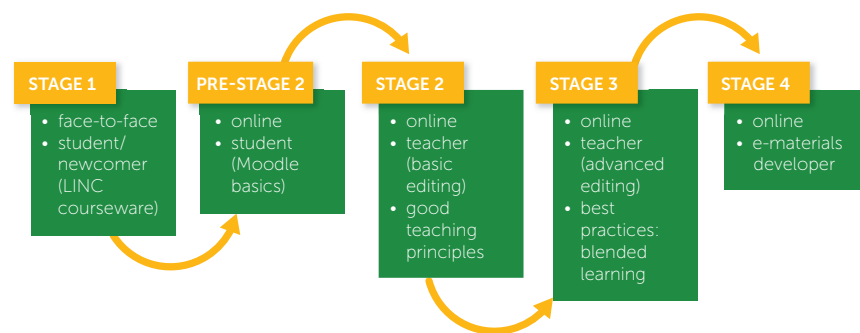 STAGE 1
• face-to-face
• student/
newcomer
(LINC
courseware)
PRE-STAGE 2
• online
• student
(Moodle
basics)
STAGE 2
• online
• teacher
(basic
editing)
• good
teaching
principles
STAGE 3
• online
• teacher
(advanced
editing)
• best
practices:
blended
learning
STAGE 4
• online
• e-materials
developer